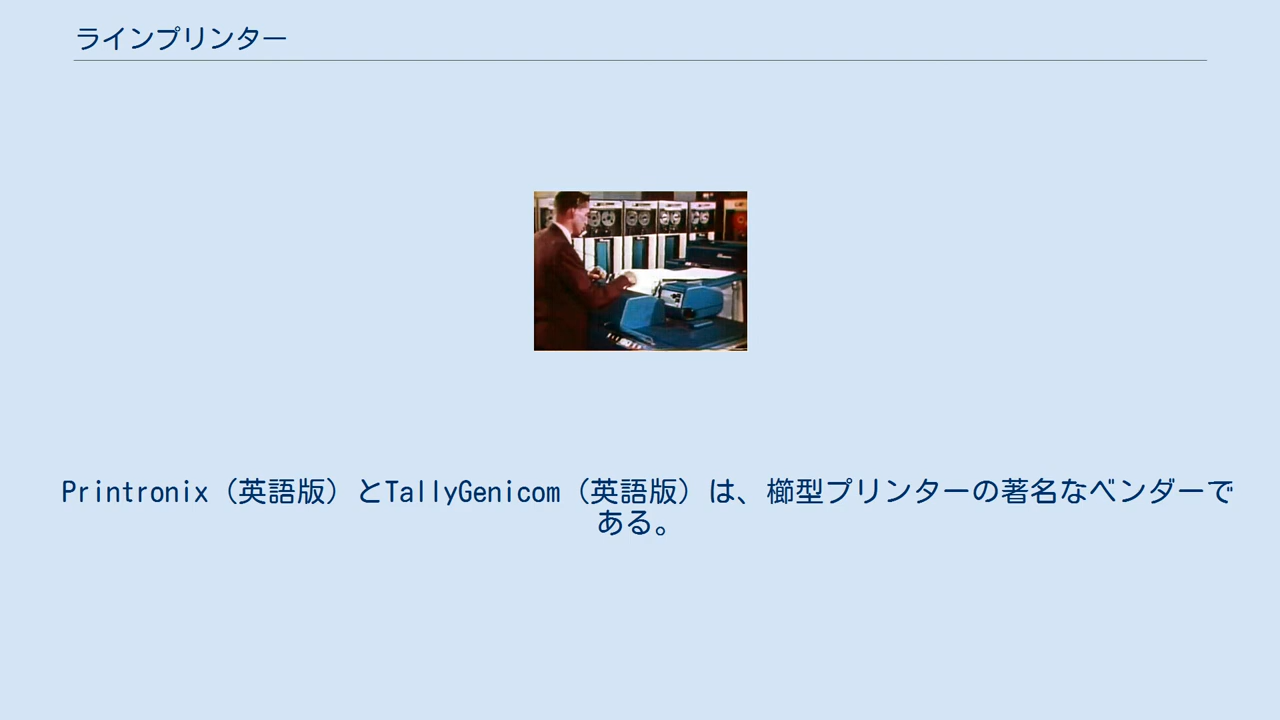 ラインプリンター
Printronix（英語版）とTallyGenicom（英語版）は、櫛型プリンターの著名なベンダーで
ある。